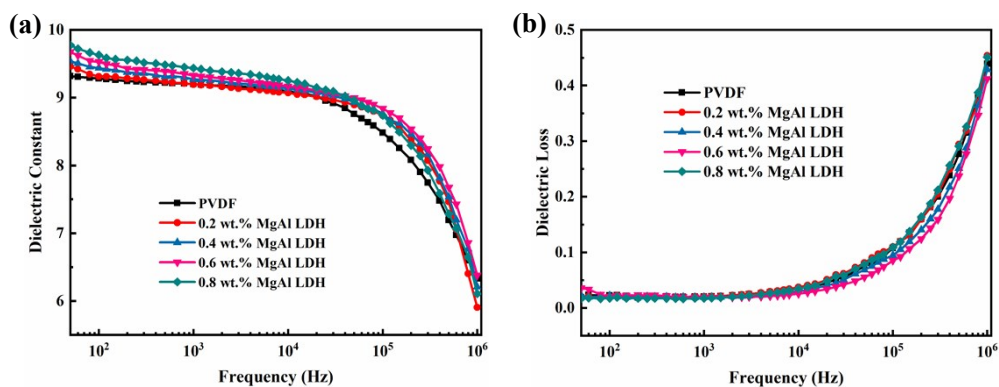 (a)
10
9
8
7
6
Dielectric Constant
PVDF
0.2 wt.% MgAl LDH
0.4 wt.% MgAl LDH
0.6 wt.% MgAl LDH
0.8 wt.% MgAl LDH
10² 10³ 10⁴ 10⁵ 10⁶
Frequency (Hz)
(b)
0.5
0.4
0.3
0.2
0.1
0.0
Dielectric Loss
PVDF
0.2 wt.% MgAl LDH
0.4 wt.% MgAl LDH
0.6 wt.% MgAl LDH
0.8 wt.% MgAl LDH
10² 10³ 10⁴ 10⁵ 10⁶
Frequency (Hz)